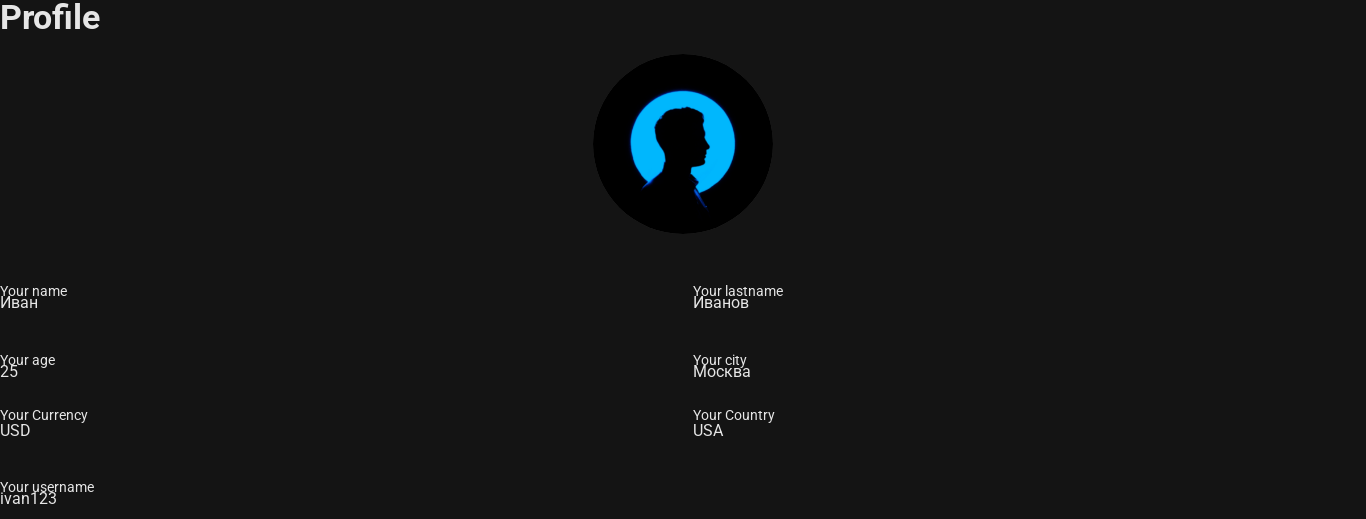 Profile
Your name
Иван
Your lastname
Иванов
Your age
25
Your city
Москва
Your Currency
USD
Your Country
USA
Your username
ivan123